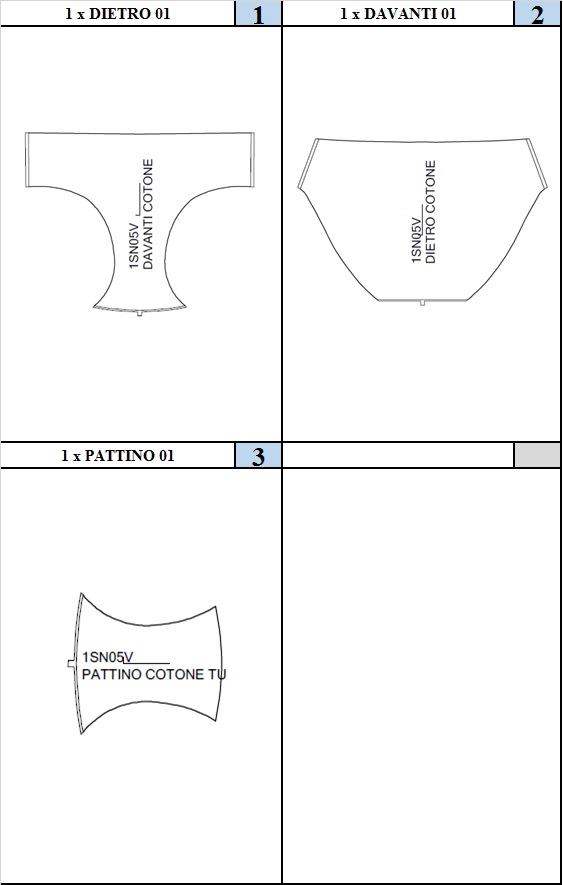 1 x DIETRO 01
1
1 x DAVANTI 01
2
1SN05V
DAVANTI COTONE
1SN05V
DIETRO COTONE
1 x PATTINO 01
3
1SN05V
PATTINO COTONE TU